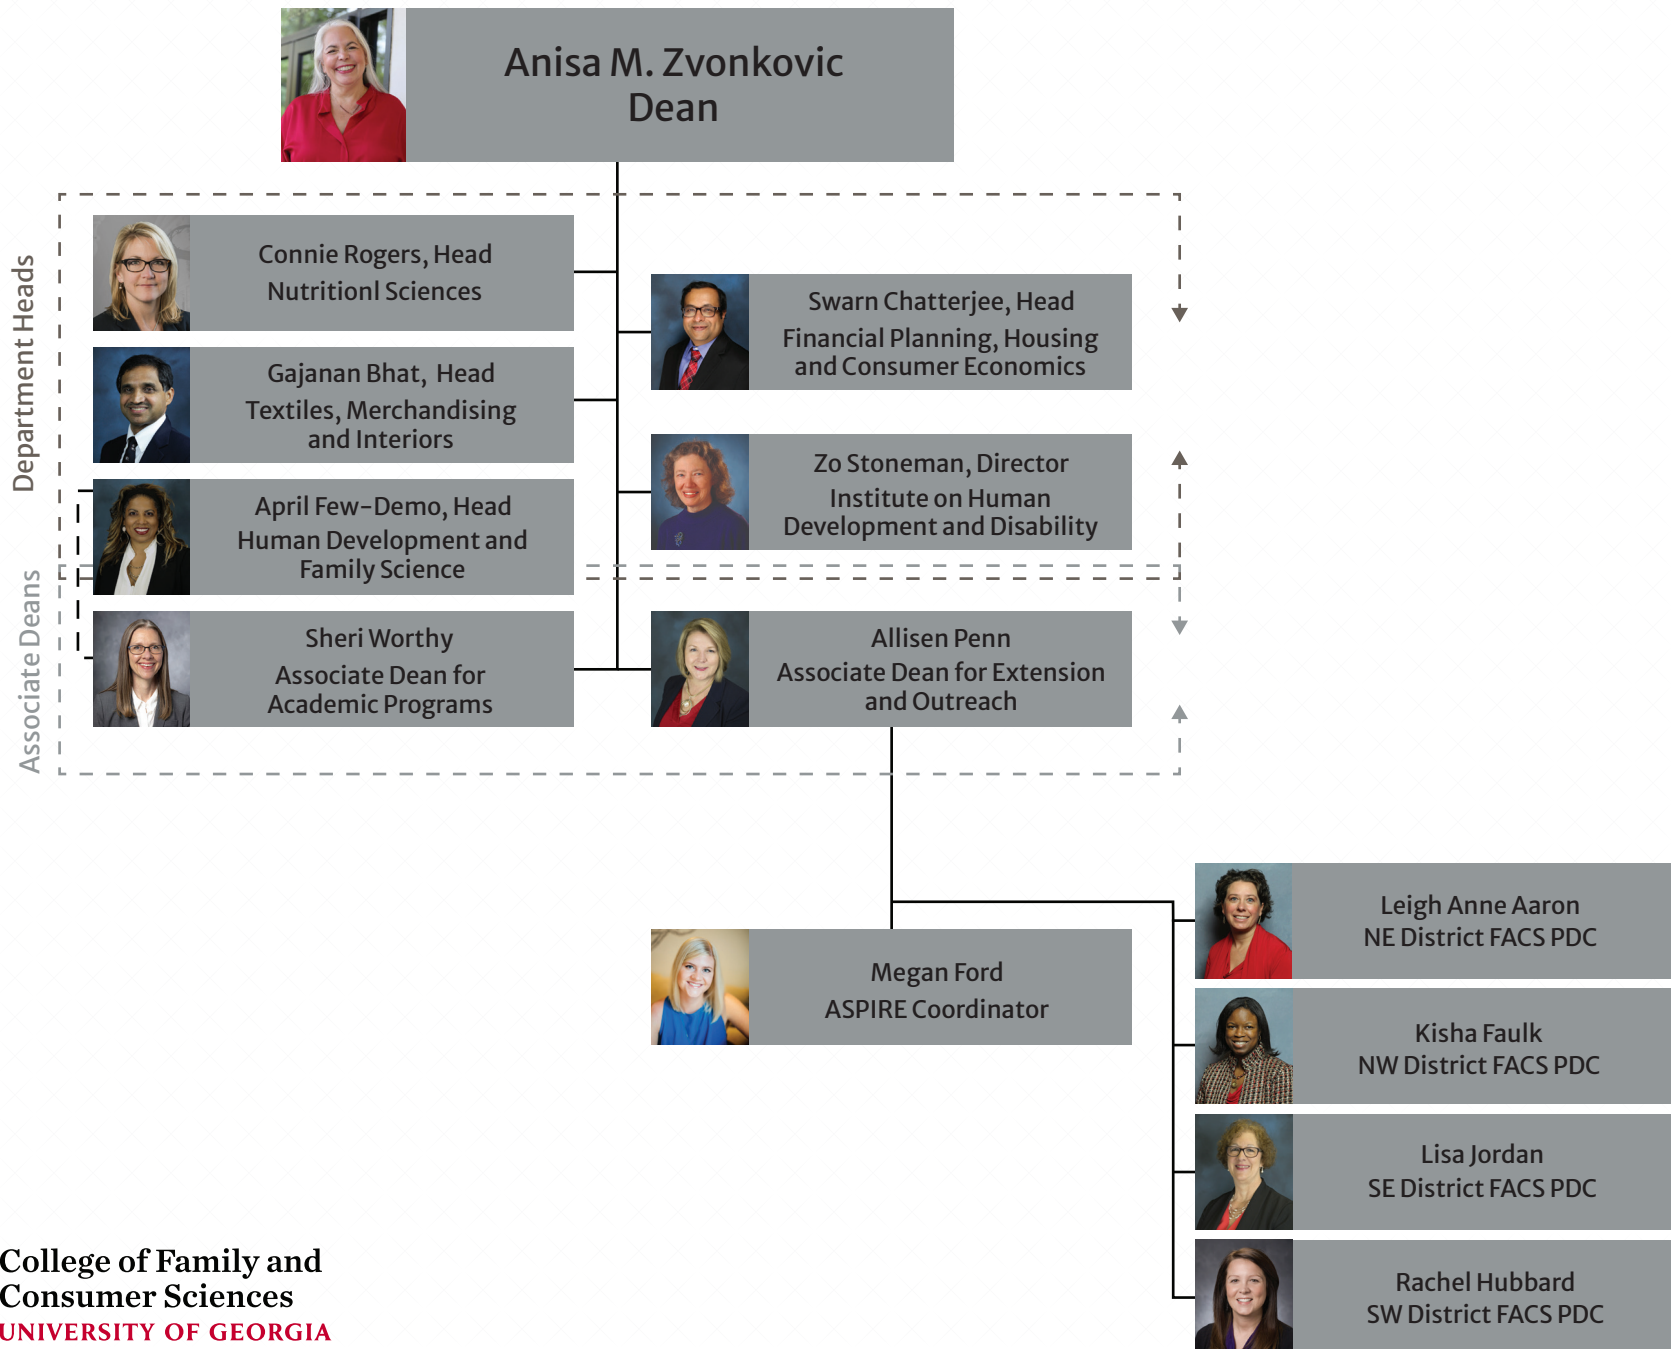 Anisa M. Zvonkovic
Dean
Department Heads
Connie Rogers, Head
Nutritionl Sciences
Gajanan Bhat, Head
Textiles, Merchandising
and Interiors
April Few-Demo, Head
Human Development and
Family Science
Swarn Chatterjee, Head
Financial Planning, Housing
and Consumer Economics
Zo Stoneman, Director
Institute on Human
Development and Disability
Associate Deans
Sheri Worthy
Associate Dean for
Academic Programs
Allisen Penn
Associate Dean for Extension
and Outreach
Megan Ford
ASPIRE Coordinator
Leigh Anne Aaron
NE District FACS PDC
Kisha Faulk
NW District FACS PDC
Lisa Jordan
SE District FACS PDC
Rachel Hubbard
SW District FACS PDC
College of Family and
Consumer Sciences
UNIVERSITY OF GEORGIA